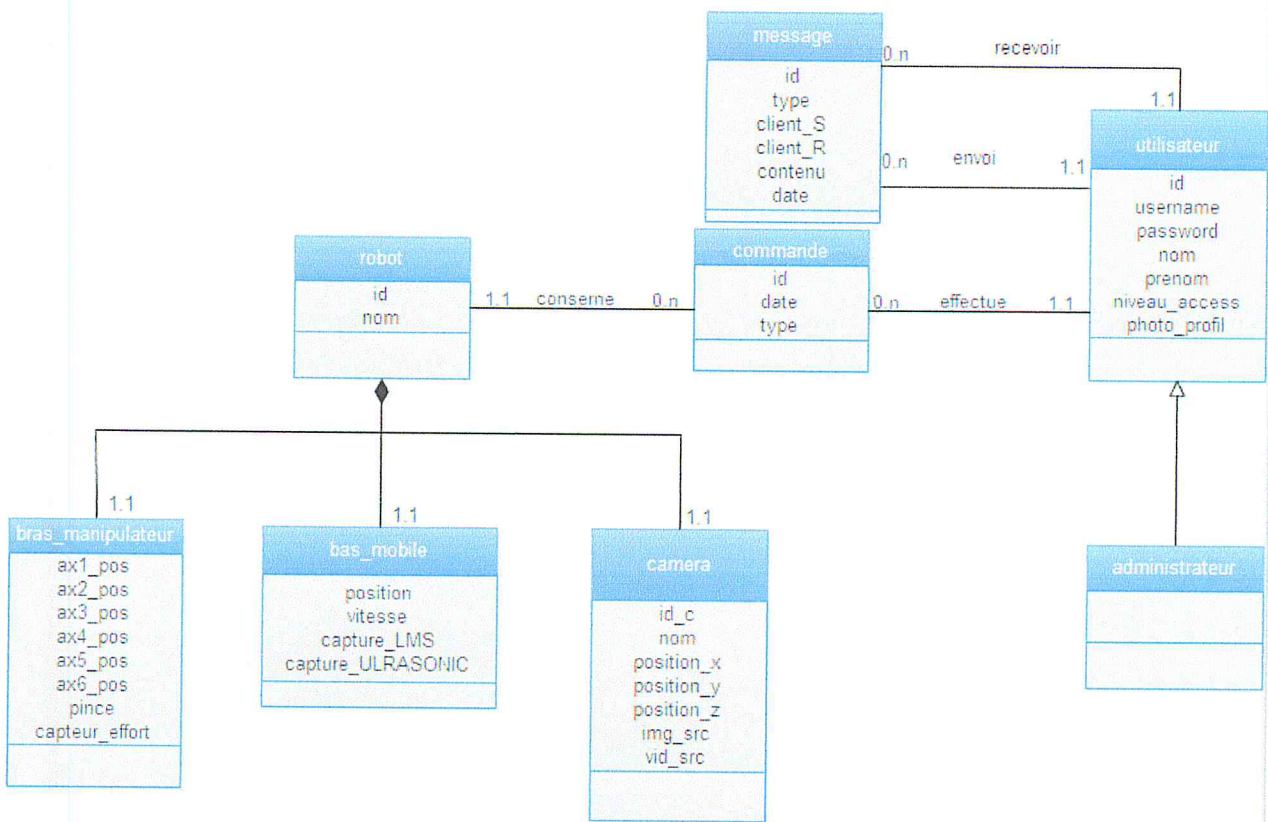 message
id
type
client_S
client_R
contenu
date
0.n
recevoir
1.1
0.n
envoi
1.1
utilisateur
id
username
password
nom
prenom
niveau_access
photo_profil
robot
id
nom
1.1
conserne
0.n
commande
id
date
type
0.n
effectue
1.1
1.1
bras_manipulateur
ax1_pos
ax2_pos
ax3_pos
ax4_pos
ax5_pos
ax6_pos
pince
capteur_effort
1.1
bas_mobile
position
vitesse
capture_LMS
capture_ULRASONIC
1.1
camera
id_c
nom
position_x
position_y
position_z
img_src
vid_src
administrateur